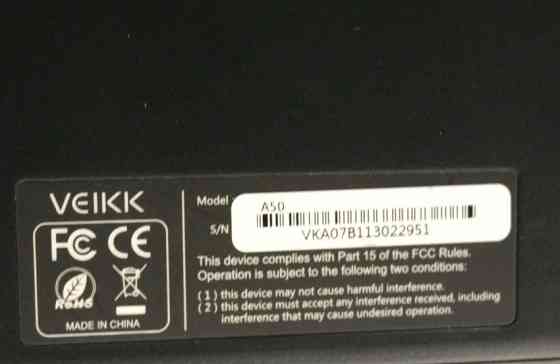 VEIKK
FC CE
RoHS
MADE IN CHINA
Model A50
S/N VKA07B113022951
This device complies with Part 15 of the FCC Rules.
Operation is subject to the following two conditions:
( 1 ) this device may not cause harmful interference.
( 2 ) this device must accept any interference received, including
interference that may cause undesired operation.